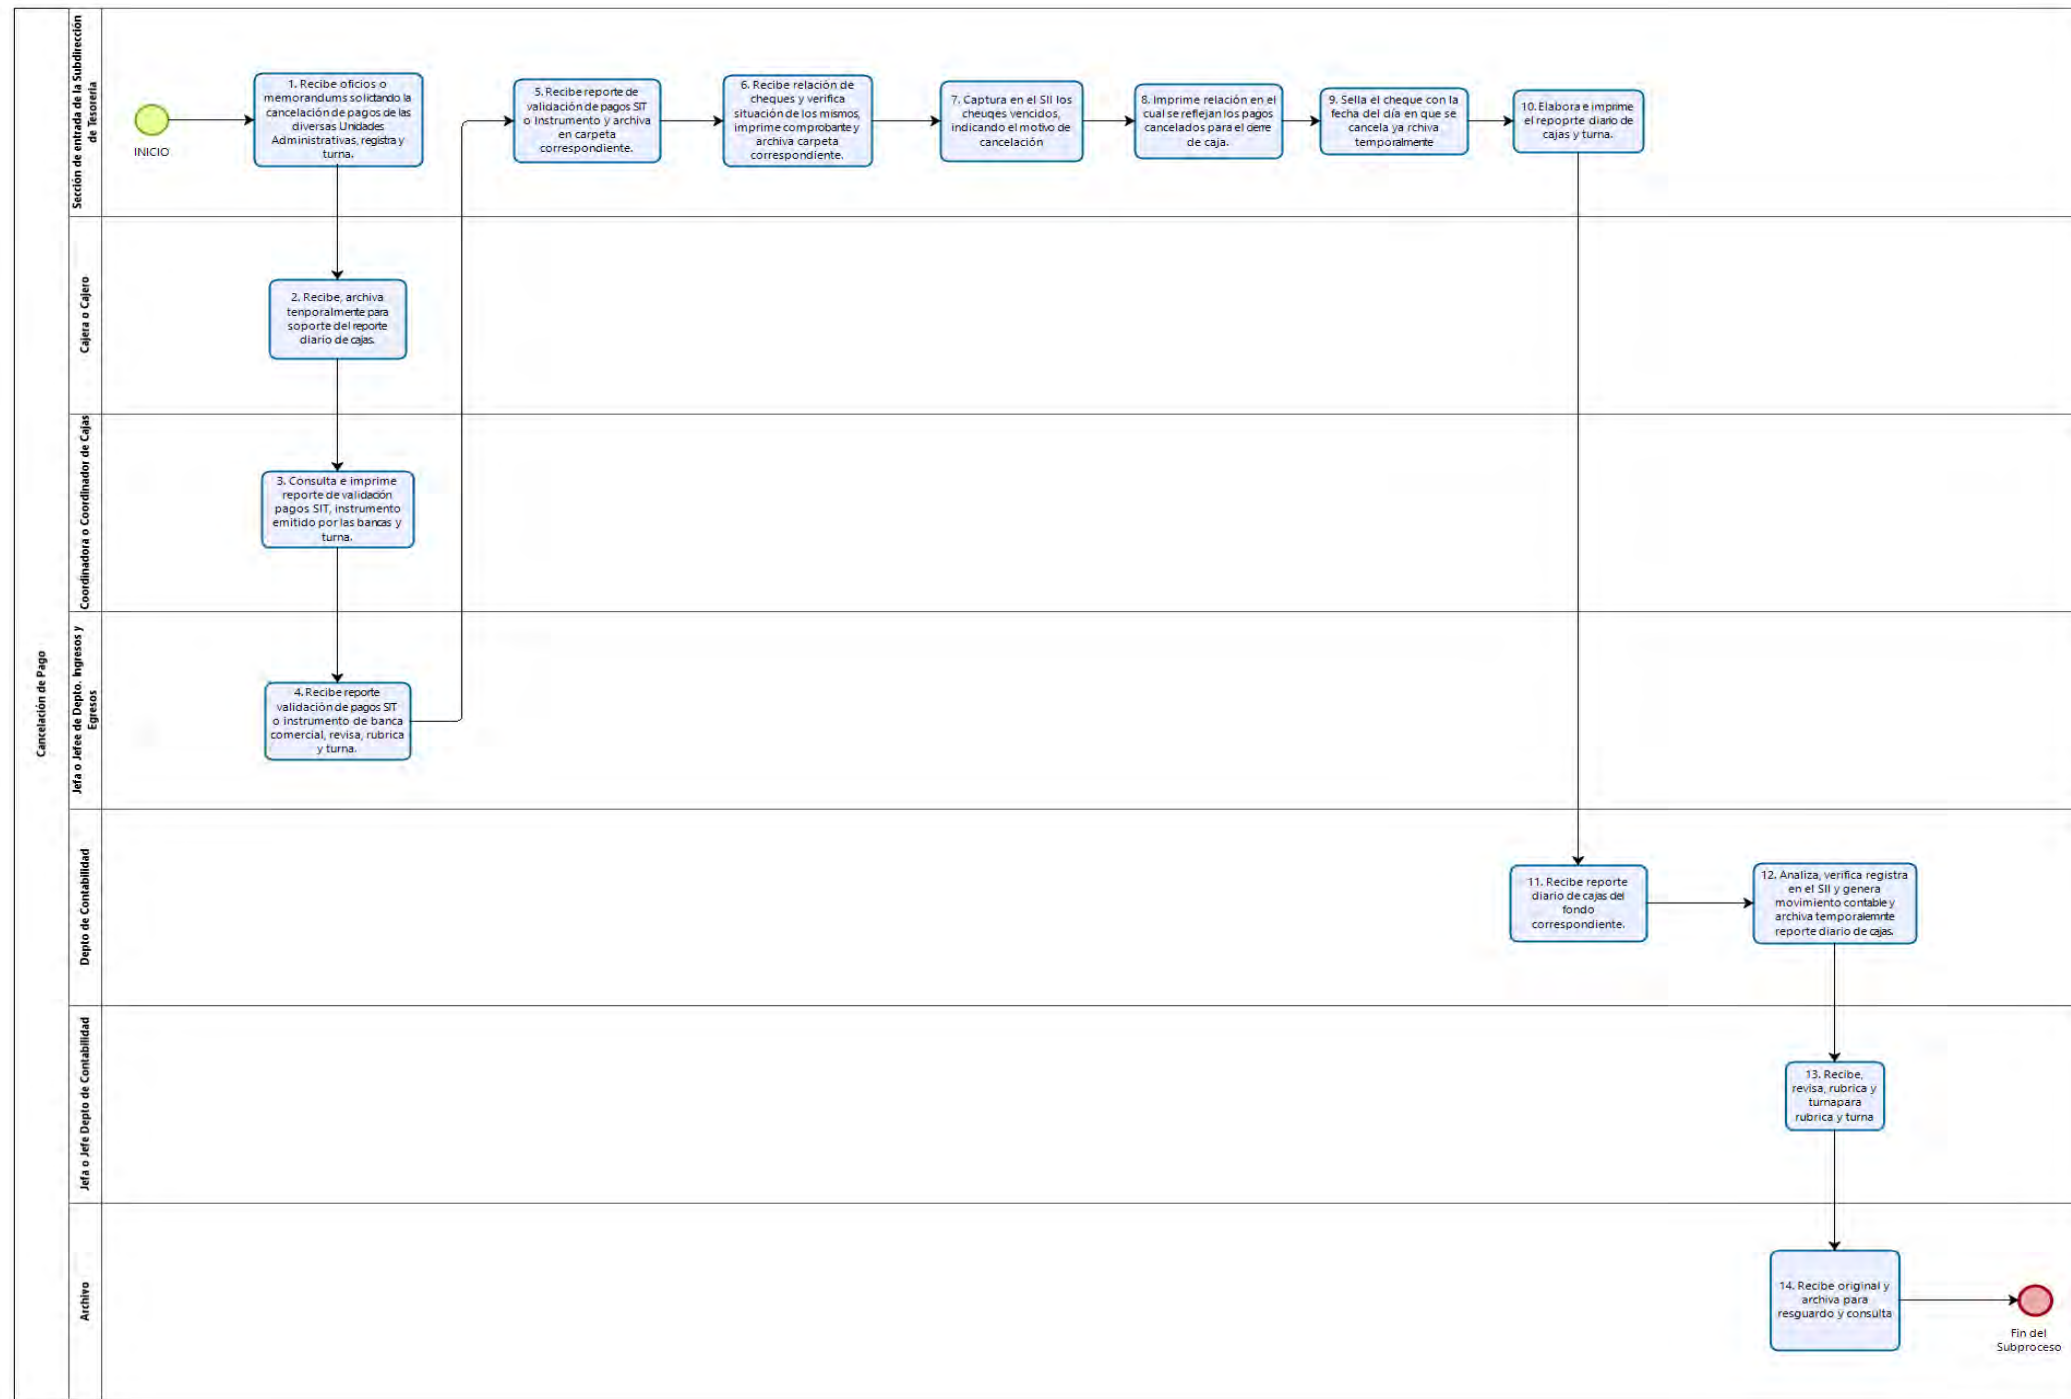 Cancelación de Pago
Sección de entrada de la Subdirección
de Tesorería
INICIO
1. Recibe oficios o
memorandums solictando la
cancelación de pagos de las
diversas Unidades
Administrativas, registra y
turna.
5. Recibe reporte de
validación de pagos SIT
o Instrumento y archiva
en carpeta
correspondiente.
6. Recibe relación de
cheques y verifica
situación de los mismos,
imprime comprobante y
archiva carpeta
correspondiente.
7. Captura en el SII los
cheuqes vencidos,
indicando el motivo de
cancelación
8. Imprime relación en el
cual se reflejan los pagos
cancelados para el cierre
de caja.
9. Sella el cheque con la
fecha del día en que se
cancela ya rchiva
temporalmente
10. Elabora e imprime
el repoprte diario de
cajas y turna.
Cajera o Cajero
2. Recibe, archiva
tenporalmente para
soporte del reporte
diario de cajas.
Coordinadora o Coordinador de Cajas
3. Consulta e imprime
reporte de validación
pagos SIT, instrumento
emitido por las bancas y
turna.
Jefa o Jefee de Depto. Ingresos y
Egresos
4. Recibe reporte
validación de pagos SIT
o instrumento de banca
comercial, revisa, rubrica
y turna.
Depto de Contabilidad
11. Recibe reporte
diario de cajas del
fondo
correspondiente.
12. Analiza, verifica registra
en el SII y genera
movimiento contable y
archiva temporalemnte
reporte diario de cajas.
Jefa o Jefe Depto de Contabilidad
13. Recibe,
revisa, rubrica y
turnapara
rubrica y turna
Archivo
14. Recibe original y
archiva para
resguardo y consulta
Fin del
Subproceso